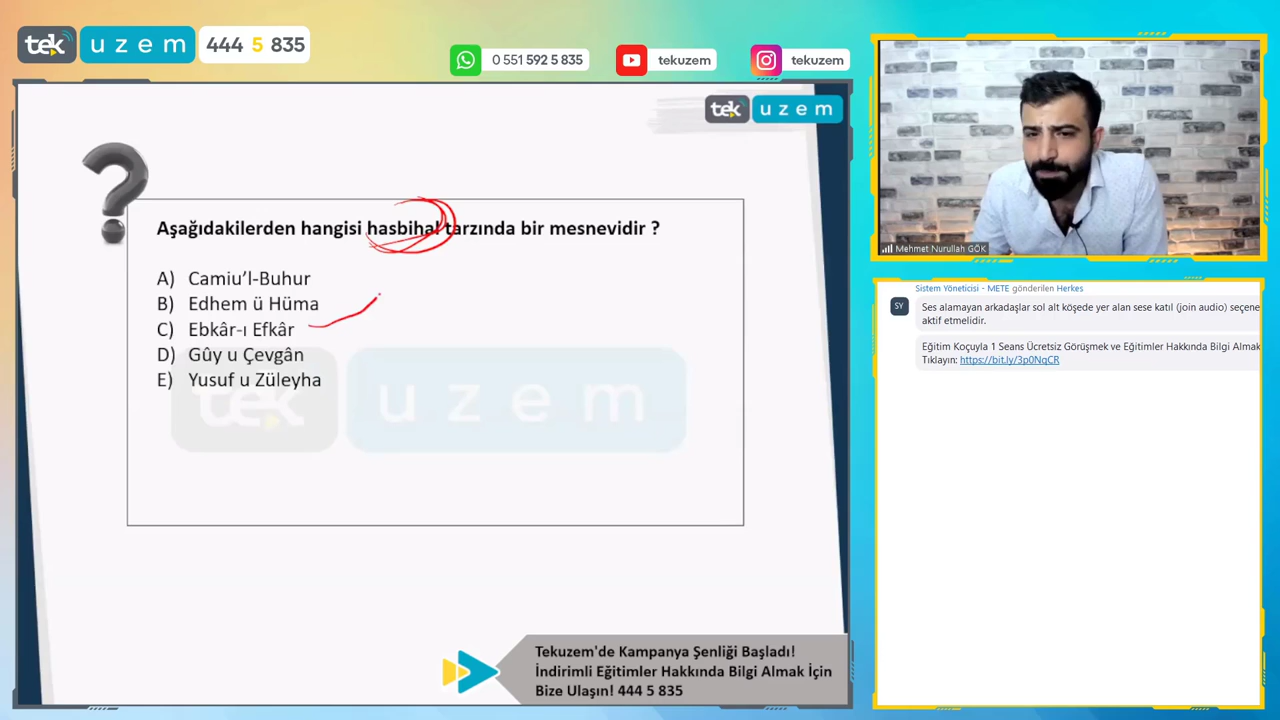 tek uzem 444 5 835
0 551 592 5 835
tekuzem
tekuzem
tek uzem
Aşağıdakilerden hangisi hasbihal tarzında bir mesnevidir ?
A) Camiu’l-Buhur
B) Edhem ü Hüma
C) Ebkâr-ı Efkâr
D) Gûy u Çevgân
E) Yusuf u Züleyha
tek uzem
Tekuzem'de Kampanya Şenliği Başladı!
İndirimli Eğitimler Hakkında Bilgi Almak İçin
Bize Ulaşın! 444 5 835
Mehmet Nurullah GÖK
Sistem Yöneticisi - METE gönderilen Herkes
SY
Ses alamayan arkadaşlar sol alt köşede yer alan sese katıl (join audio) seçene
aktif etmelidir.
Eğitim Koçuyla 1 Seans Ücretsiz Görüşmek ve Eğitimler Hakkında Bilgi Almak
Tıklayın: https://bit.ly/3p0NqCR